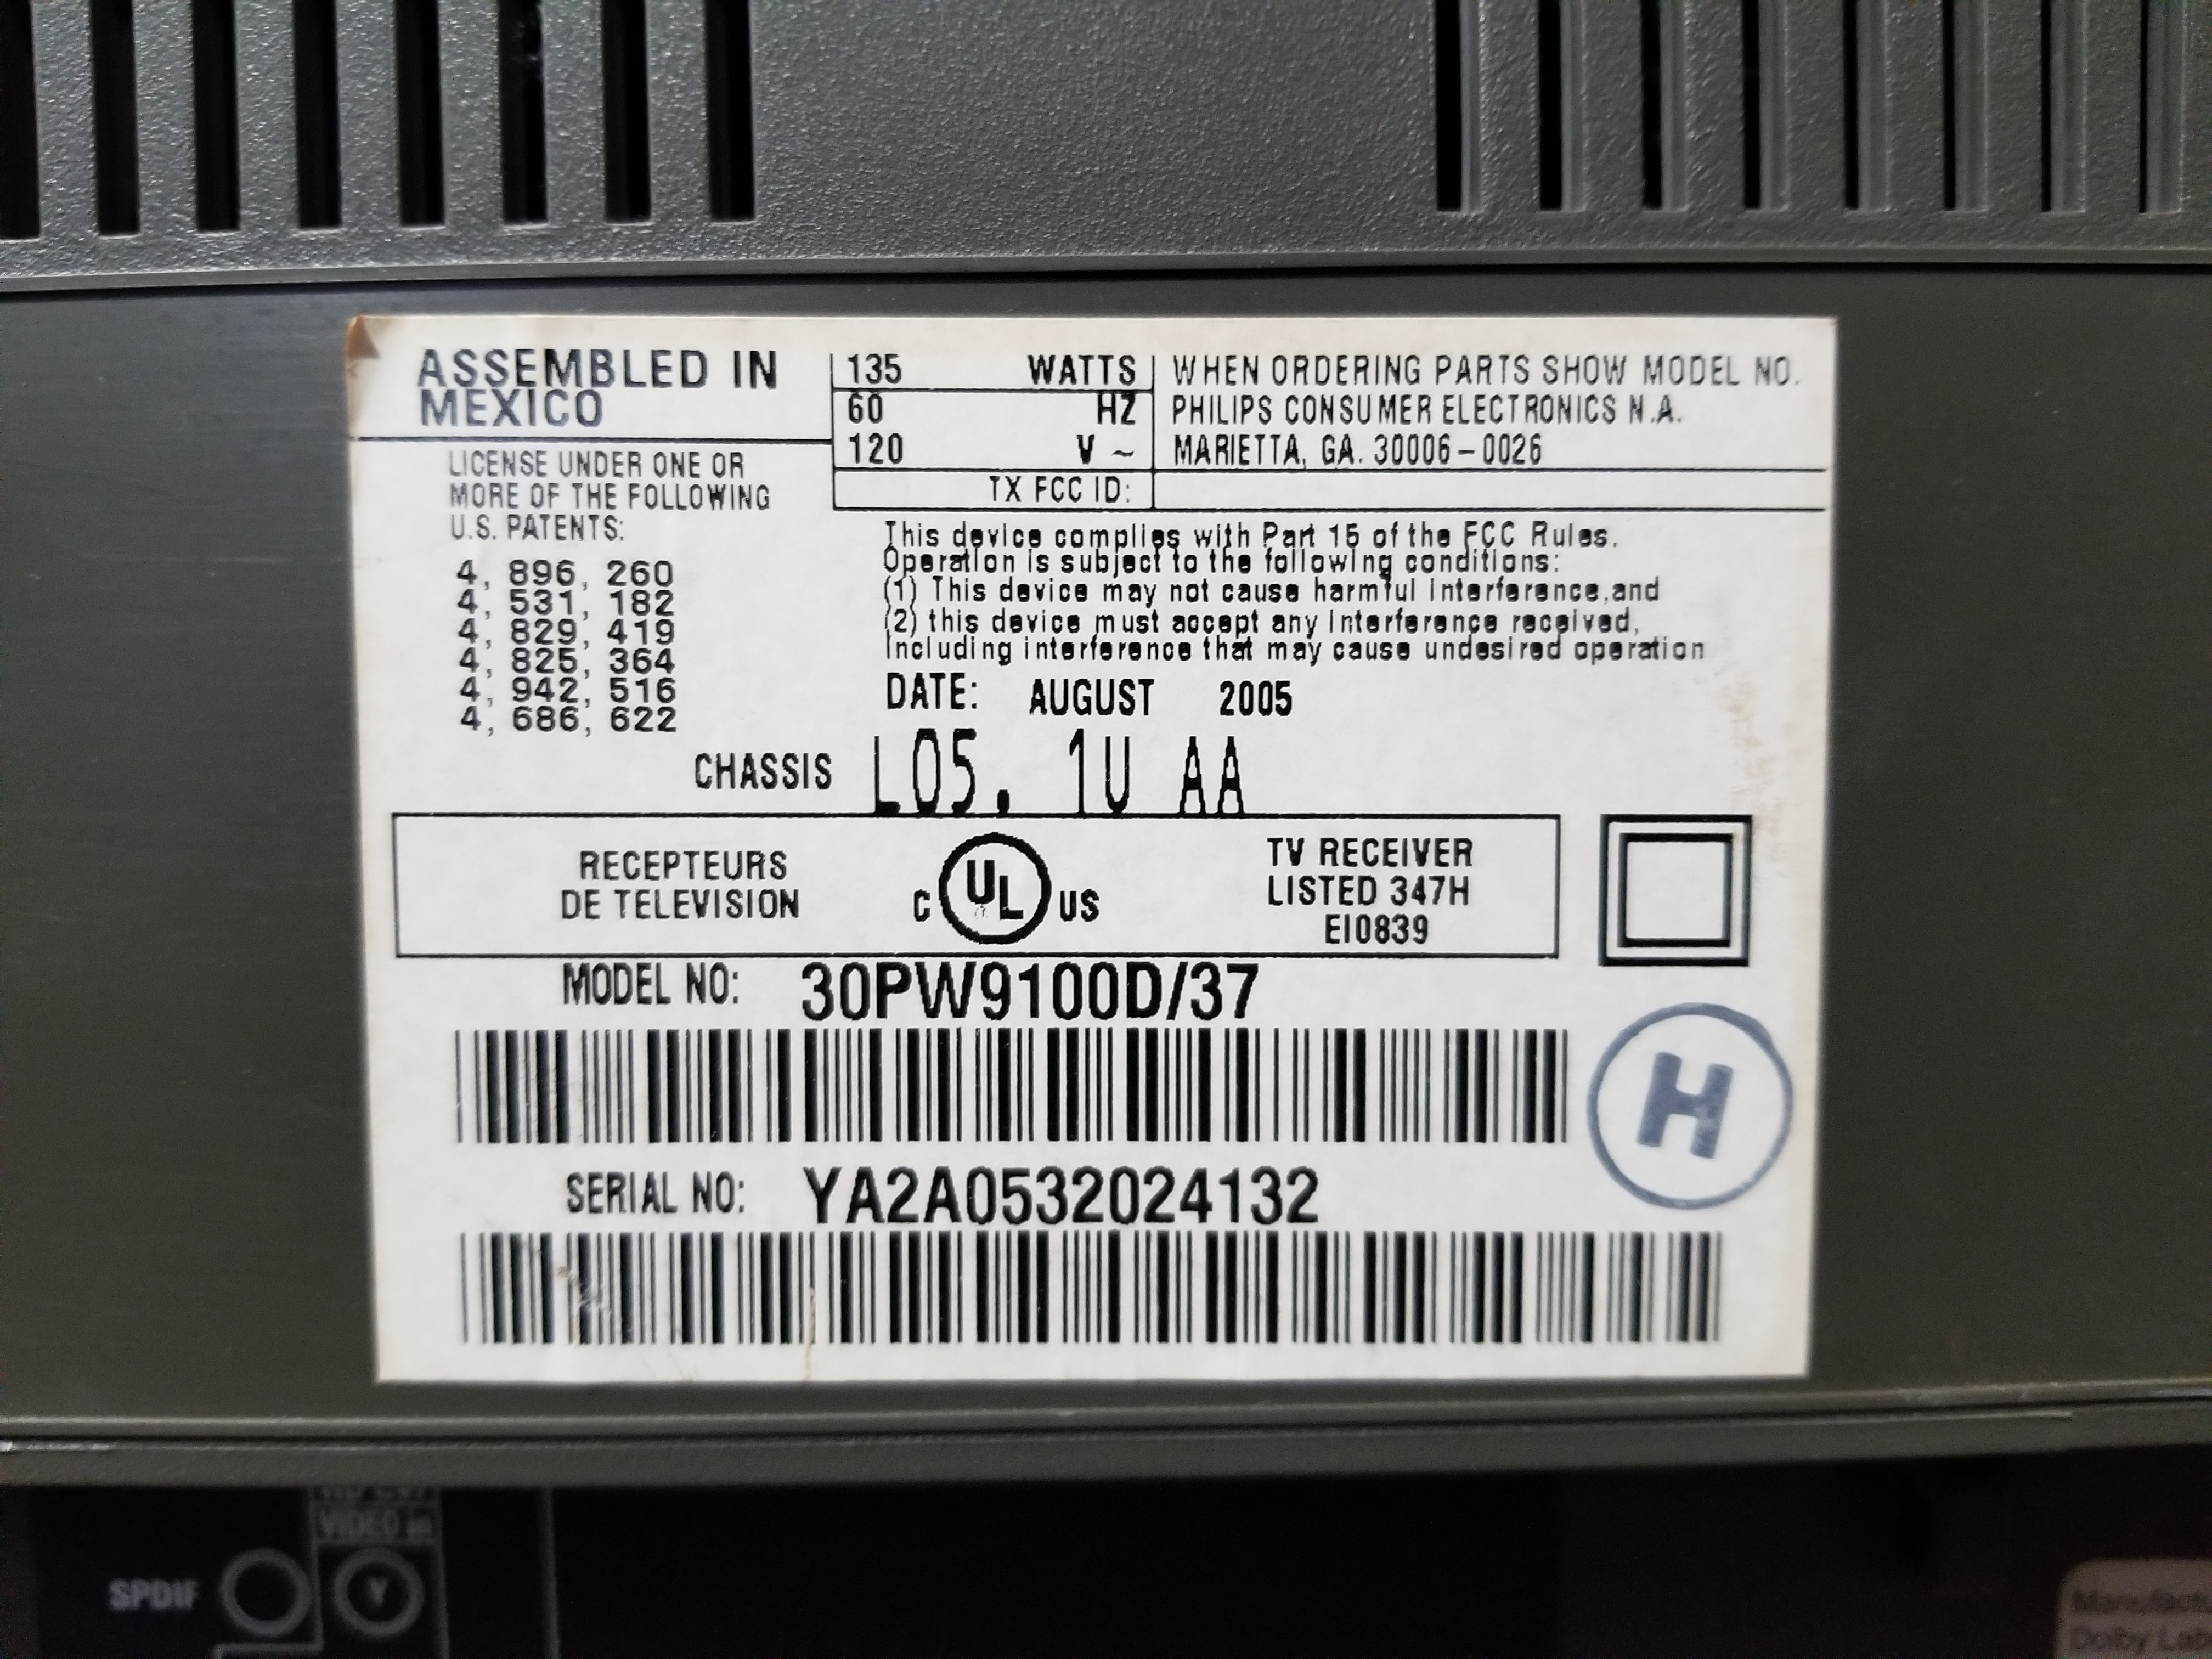 ASSEMBLED IN
MEXICO
135 WATTS
60 HZ
120 V ~
TX FCC ID:
WHEN ORDERING PARTS SHOW MODEL NO.
PHILIPS CONSUMER ELECTRONICS N.A.
MARIETTA, GA. 30006-0026
LICENSE UNDER ONE OR
MORE OF THE FOLLOWING
U.S. PATENTS:
4, 896, 260
4, 531, 182
4, 829, 419
4, 825, 364
4, 942, 516
4, 686, 622
This device complies with Part 15 of the FCC Rules.
Operation is subject to the following conditions:
(1) This device may not cause harmful interference,and
(2) this device must accept any interference received,
including interference that may cause undesired operation
DATE: AUGUST 2005
CHASSIS L05. 1U AA
RECEPTEURS
DE TELEVISION
C UL US
TV RECEIVER
LISTED 347H
EI0839
MODEL NO: 30PW9100D/37
H
SERIAL NO: YA2A0532024132
VIDEO in
SPDIF
Y
Dolby